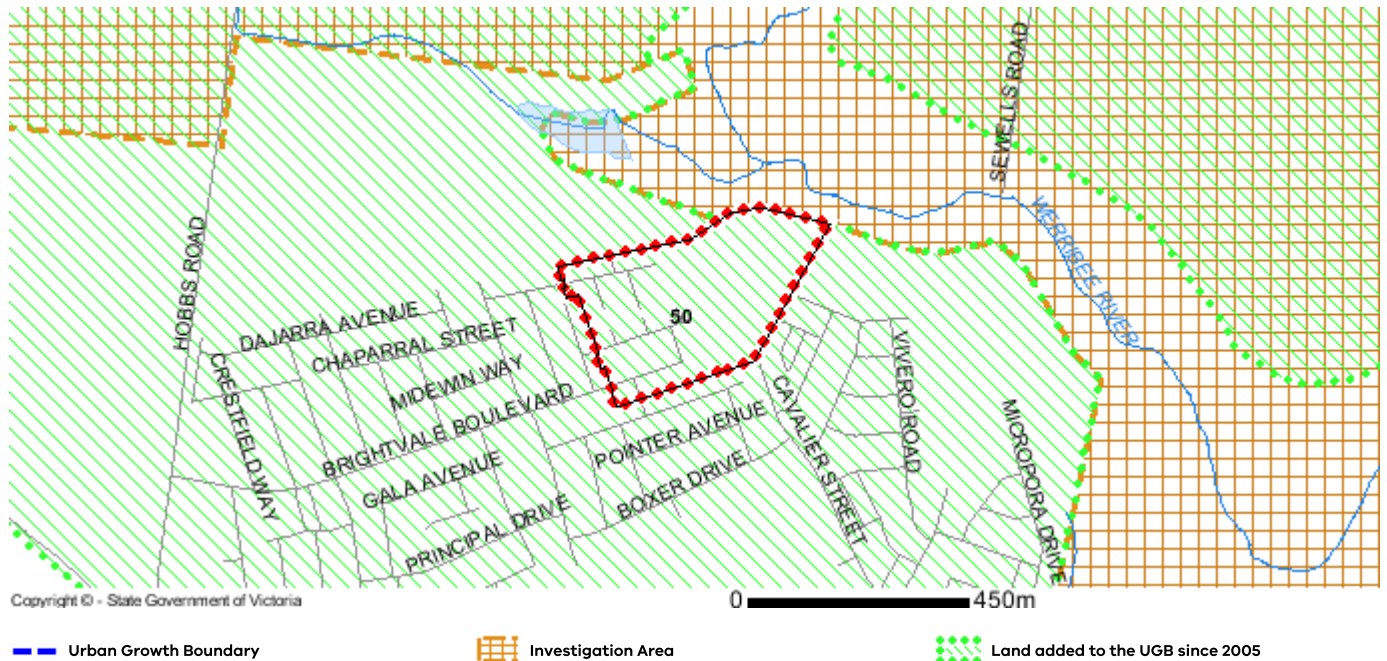 SEWELLS ROAD
WERRIBEE RIVER
HOBBS ROAD
DAJARRA AVENUE
CHAPARRAL STREET
50
MIDEWIN WAY
CRESTFIELD WAY
BRIGHTVALE BOULEVARD
VIVERO ROAD
CAVALIER STREET
POINTER AVENUE
MICROPORA DRIVE
GALA AVENUE
BOXER DRIVE
PRINCIPAL DRIVE
Copyright © - State Government of Victoria
0 450m
Urban Growth Boundary
Investigation Area
Land added to the UGB since 2005